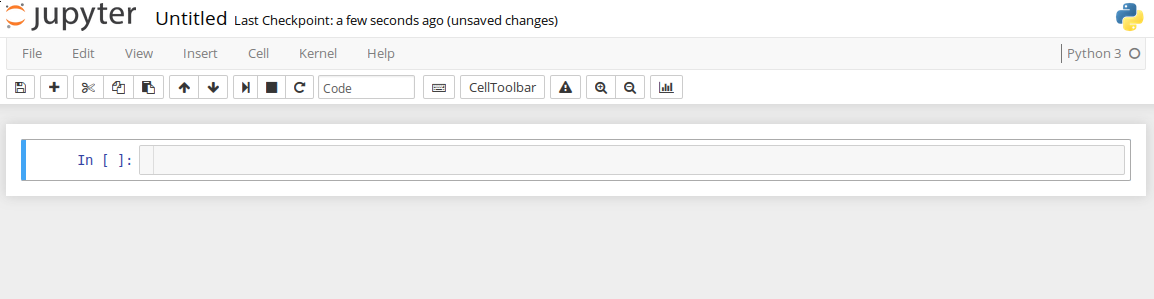 jupyter Untitled Last Checkpoint: a few seconds ago (unsaved changes)
File Edit View Insert Cell Kernel Help Python 3
Code CellToolbar
In [ ]: